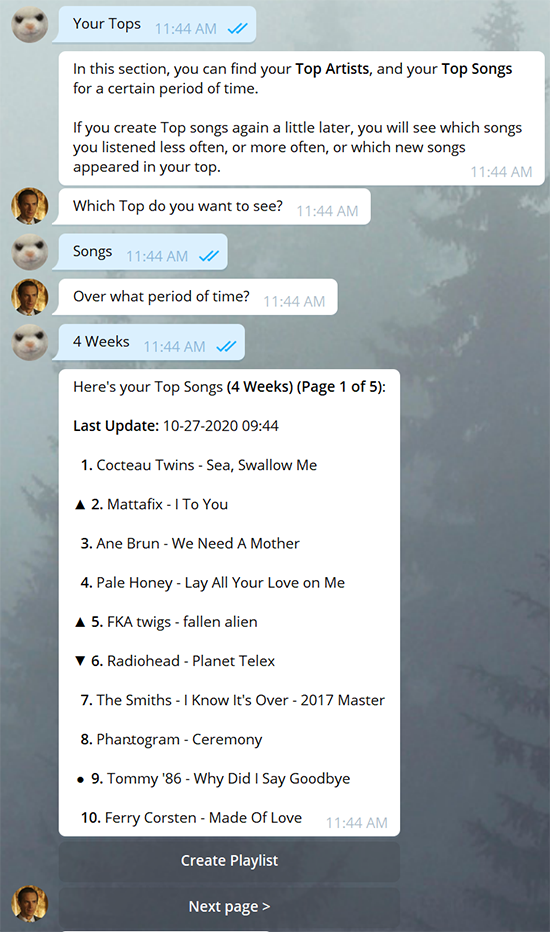 Your Tops 11:44 AM
In this section, you can find your Top Artists, and your Top Songs
for a certain period of time.
If you create Top songs again a little later, you will see which songs
you listened less often, or more often, or which new songs
appeared in your top. 11:44 AM
Which Top do you want to see? 11:44 AM
Songs 11:44 AM
Over what period of time? 11:44 AM
4 Weeks 11:44 AM
Here's your Top Songs (4 Weeks) (Page 1 of 5):
Last Update: 10-27-2020 09:44
1. Cocteau Twins - Sea, Swallow Me
▲ 2. Mattafix - I To You
3. Ane Brun - We Need A Mother
4. Pale Honey - Lay All Your Love on Me
▲ 5. FKA twigs - fallen alien
▼ 6. Radiohead - Planet Telex
7. The Smiths - I Know It's Over - 2017 Master
8. Phantogram - Ceremony
● 9. Tommy '86 - Why Did I Say Goodbye
10. Ferry Corsten - Made Of Love 11:44 AM
Create Playlist
Next page >